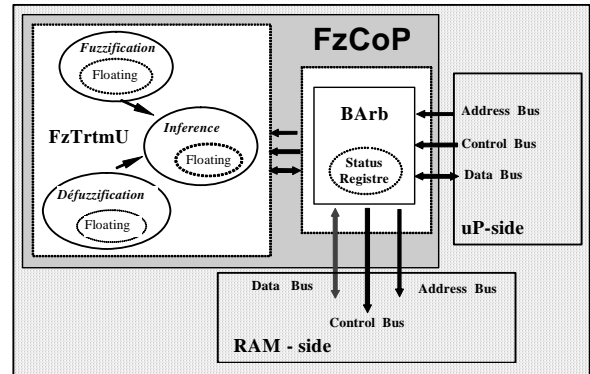 FzCoP
Fuzzification
Floating
FzTrtmU
Inference
Floating
Défuzzification
Floating
BArb
Status
Registre
Address Bus
Control Bus
Data Bus
uP-side
Data Bus
Address Bus
Control Bus
RAM - side